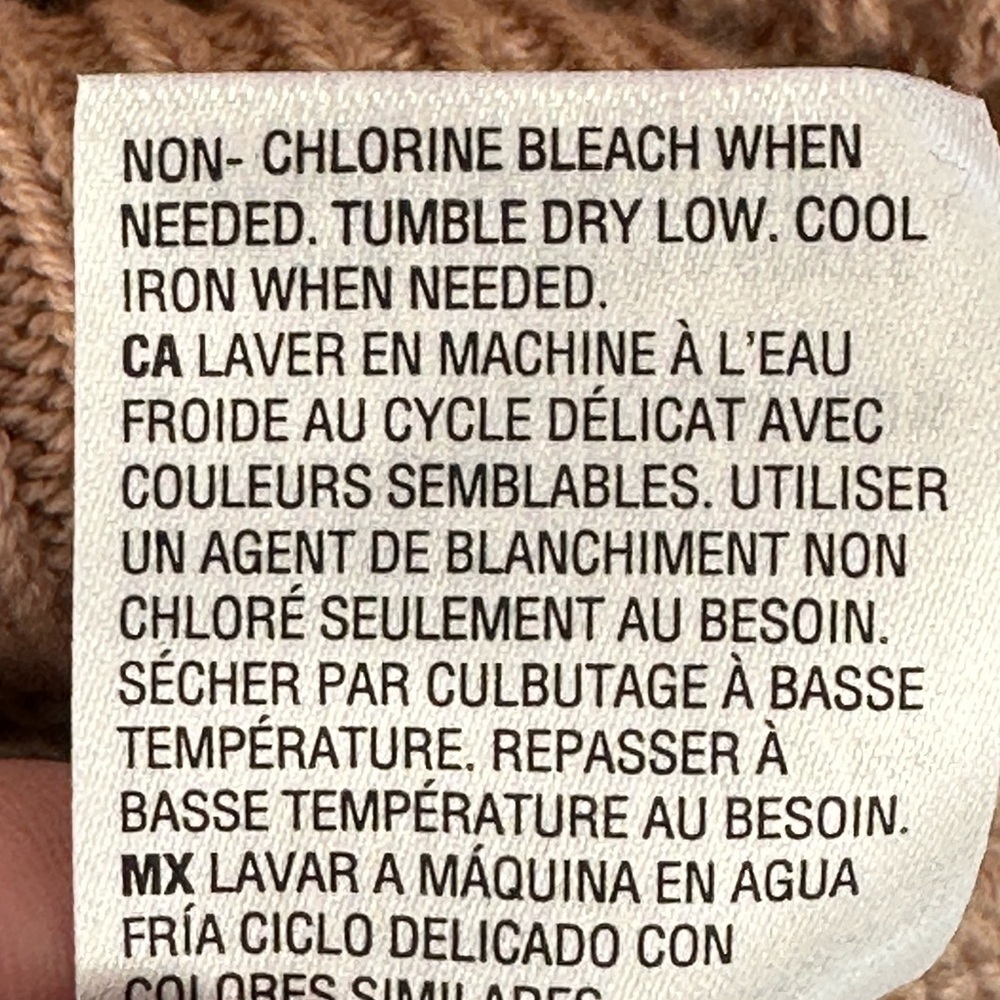 NON- CHLORINE BLEACH WHEN
NEEDED. TUMBLE DRY LOW. COOL
IRON WHEN NEEDED.
CA LAVER EN MACHINE À L'EAU
FROIDE AU CYCLE DÉLICAT AVEC
COULEURS SEMBLABLES. UTILISER
UN AGENT DE BLANCHIMENT NON
CHLORÉ SEULEMENT AU BESOIN.
SÉCHER PAR CULBUTAGE À BASSE
TEMPÉRATURE. REPASSER À
BASSE TEMPÉRATURE AU BESOIN.
MX LAVAR A MÁQUINA EN AGUA
FRÍA CICLO DELICADO CON
COLORES SIMILARES